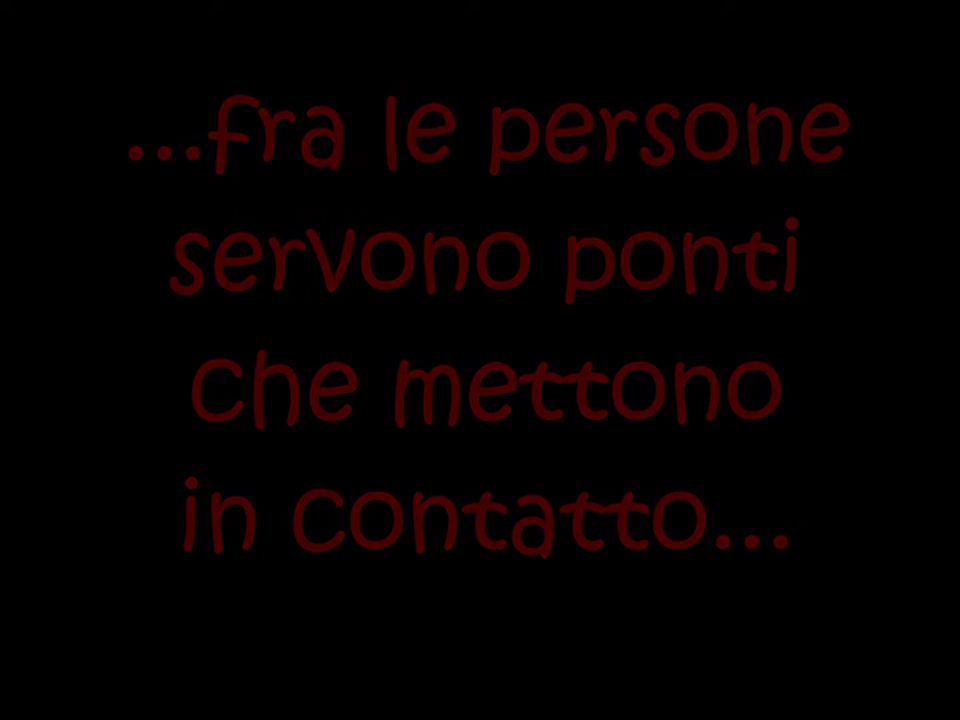 ...fra le persone
servono ponti
che mettono
in contatto...